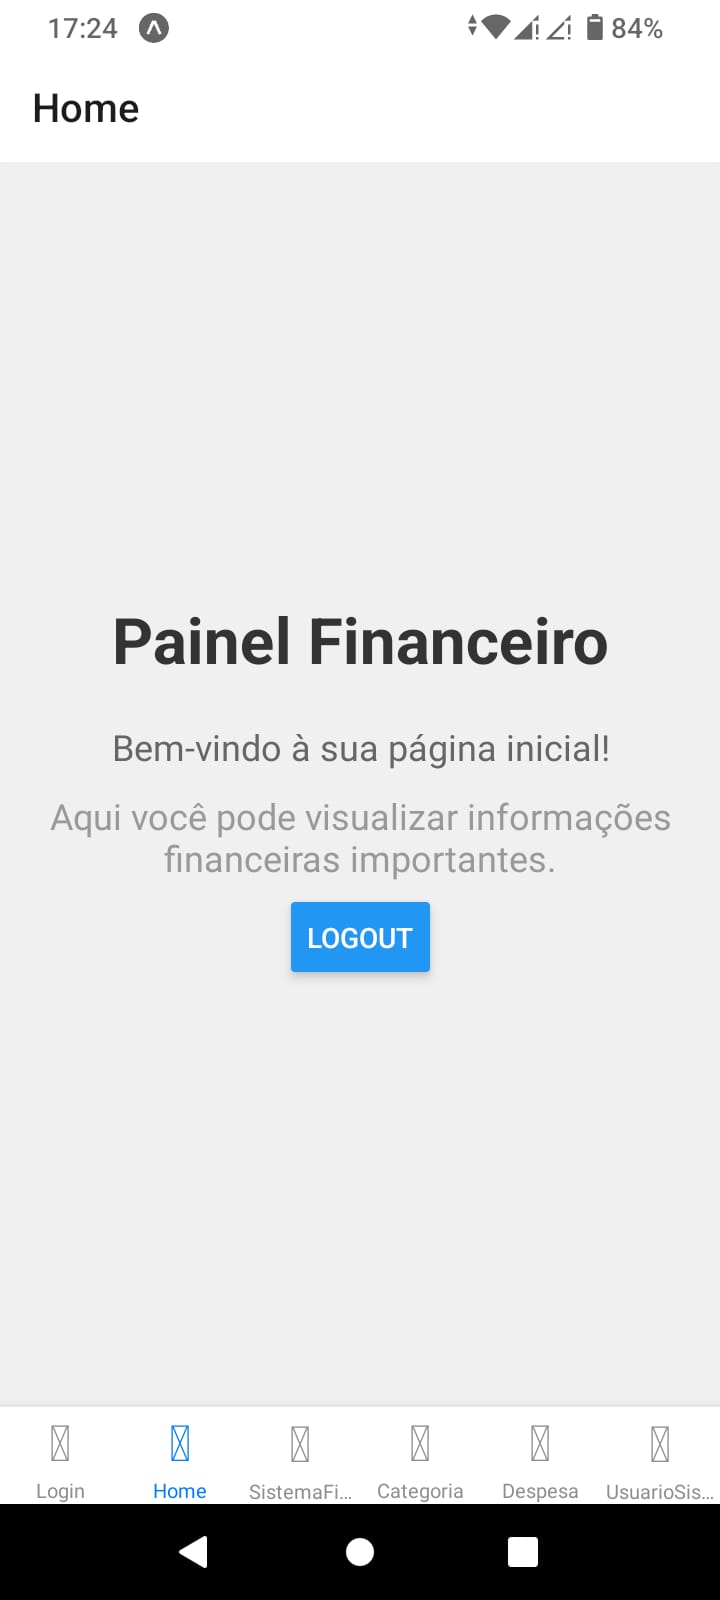 17:24
84%
Home
Painel Financeiro
Bem-vindo à sua página inicial!
Aqui você pode visualizar informações
financeiras importantes.
LOGOUT
Login Home SistemaFi... Categoria Despesa UsuarioSis...